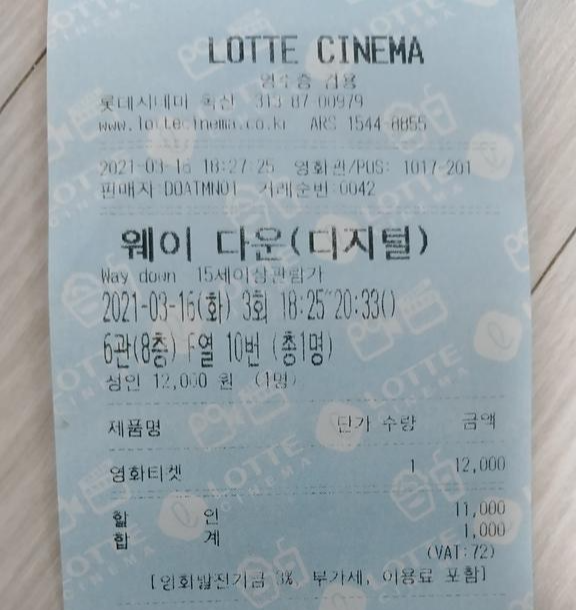 LOTTE CINEMA
영수증 겸용
롯데시네마 313-87-00979
www.lottecinema.co.kr ARS 1544-8855
2021-03-16 18:27:25 영화관/POS: 1017-201
판매자:DOATMN01 거래순번:0042
웨이 다운(디지털)
Way down 15세이상관람가
2021-03-16(화) 3회 18:25~20:33()
6관(8층) F열 10번 (총1명)
성인 12,000 원 (1명)
제품명 단가 수량 금액
영화티켓 1 12,000
할 인 11,000
합 계 1,000
(VAT:72)
[영화발전기금 3%, 부가세, 이용료 포함]